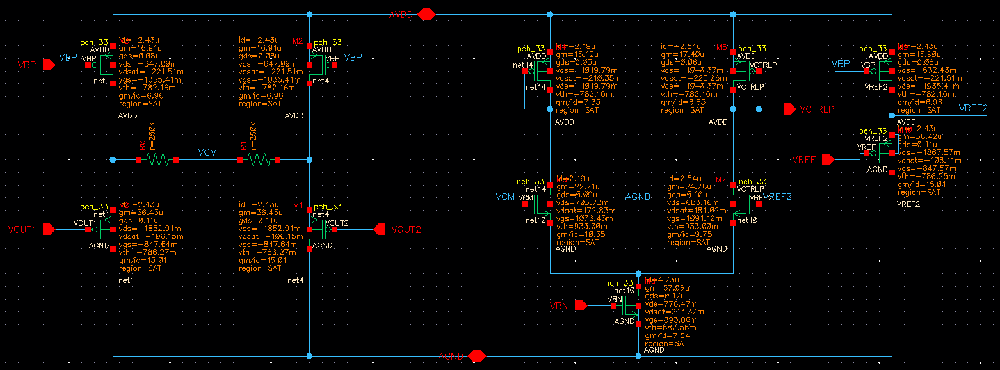 AVDD
pch_33
AVDD
VBP
VBP
net1
id=-2.43u
gm=16.91u
gds=0.08u
vds=-647.09m
vdsat=-221.51m
vgs=-1035.41m
vth=-782.16m
gm/id=6.96
region=SAT
AVDD
M2
pch_33
AVDD
VBP
VBP
net4
id=-2.43u
gm=16.91u
gds=0.08u
vds=-647.09m
vdsat=-221.51m
vgs=-1035.41m
vth=-782.16m
gm/id=6.96
region=SAT
AVDD
pch_33
AVDD
net14
net14
id=-2.19u
gm=16.12u
gds=0.05u
vds=-1019.79m
vdsat=-210.35m
vgs=-1019.79m
vth=-782.16m
gm/id=7.35
region=SAT
AVDD
M5
pch_33
AVDD
VCTRLP
VCTRLP
id=-2.54u
gm=17.40u
gds=0.06u
vds=-1040.37m
vdsat=-225.06m
vgs=-1040.37m
vth=-782.16m
gm/id=6.85
region=SAT
AVDD
VCTRLP
pch_33
AVDD
VBP
VBP
VREF2
id=-2.43u
gm=16.90u
gds=0.08u
vds=-632.43m
vdsat=-221.51m
vgs=-1035.41m
vth=-782.16m
gm/id=6.96
region=SAT
AVDD
VREF2
R0
r=250K
VCM
R1
r=250K
pch_33
VREF2
VREF
VREF
AGND
id=-2.43u
gm=36.42u
gds=0.11u
vds=-1867.57m
vdsat=-106.11m
vgs=-847.57m
vth=-786.25m
gm/id=15.01
region=SAT
VREF2
pch_33
net1
VOUT1
VOUT1
AGND
id=-2.43u
gm=36.43u
gds=0.11u
vds=-1852.91m
vdsat=-106.15m
vgs=-847.64m
vth=-786.27m
gm/id=15.01
region=SAT
net1
M1
pch_33
net4
VOUT2
VOUT2
AGND
id=-2.43u
gm=36.43u
gds=0.11u
vds=-1852.91m
vdsat=-106.15m
vgs=-847.64m
vth=-786.27m
gm/id=15.01
region=SAT
net4
nch_33
net14
VCM
VCM
net10
id=2.19u
gm=22.71u
gds=0.09u
vds=703.73m
vdsat=172.83m
vgs=1076.43m
vth=933.00m
gm/id=10.35
region=SAT
AGND
AGND
M7
nch_33
VCTRLP
VREF2
VREF2
net10
id=2.54u
gm=24.76u
gds=0.10u
vds=683.16m
vdsat=184.02m
vgs=1091.10m
vth=933.00m
gm/id=9.75
region=SAT
AGND
nch_33
net10
VBN
VBN
AGND
id=4.73u
gm=37.09u
gds=0.17u
vds=776.47m
vdsat=213.37m
vgs=893.86m
vth=682.56m
gm/id=7.84
region=SAT
AGND
AGND